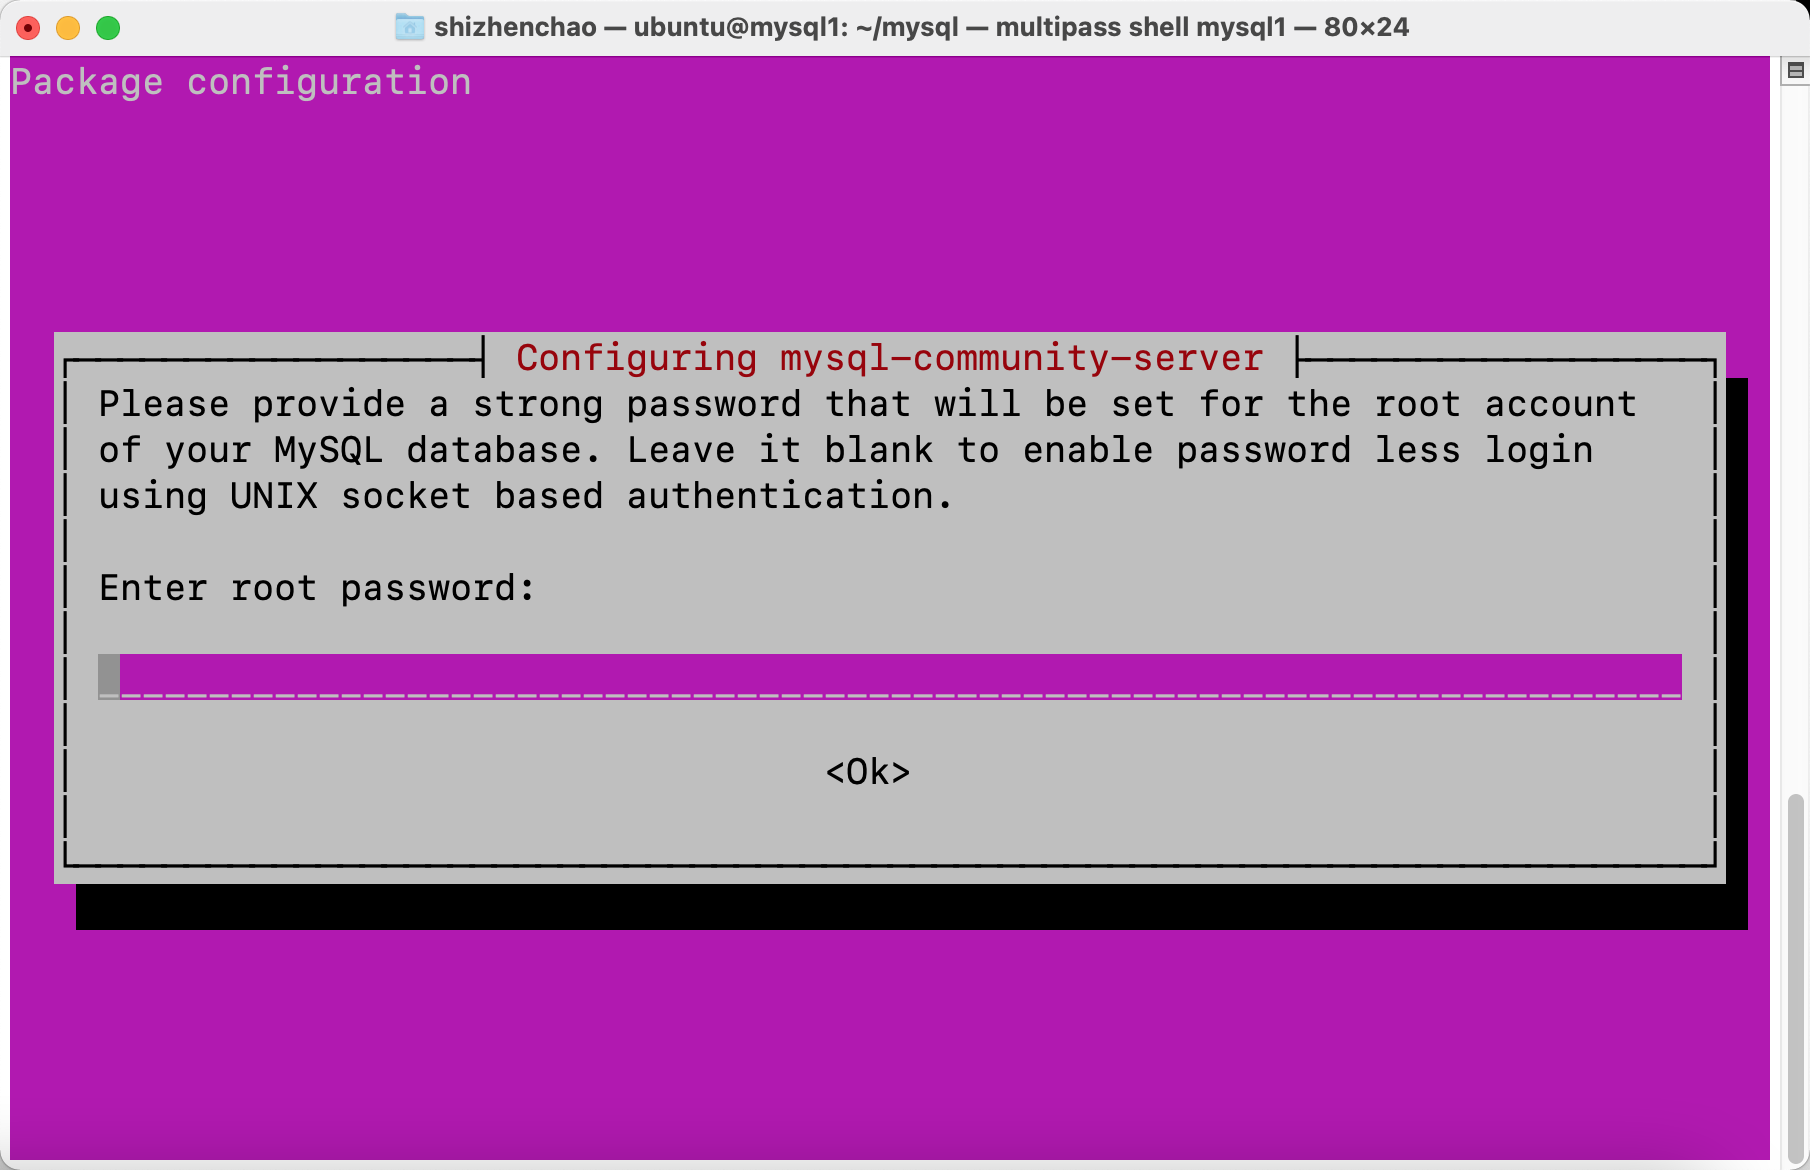 shizhenchao — ubuntu@mysql1: ~/mysql — multipass shell mysql1 — 80×24
Package configuration
Configuring mysql-community-server
Please provide a strong password that will be set for the root account
of your MySQL database. Leave it blank to enable password less login
using UNIX socket based authentication.
Enter root password:
<Ok>